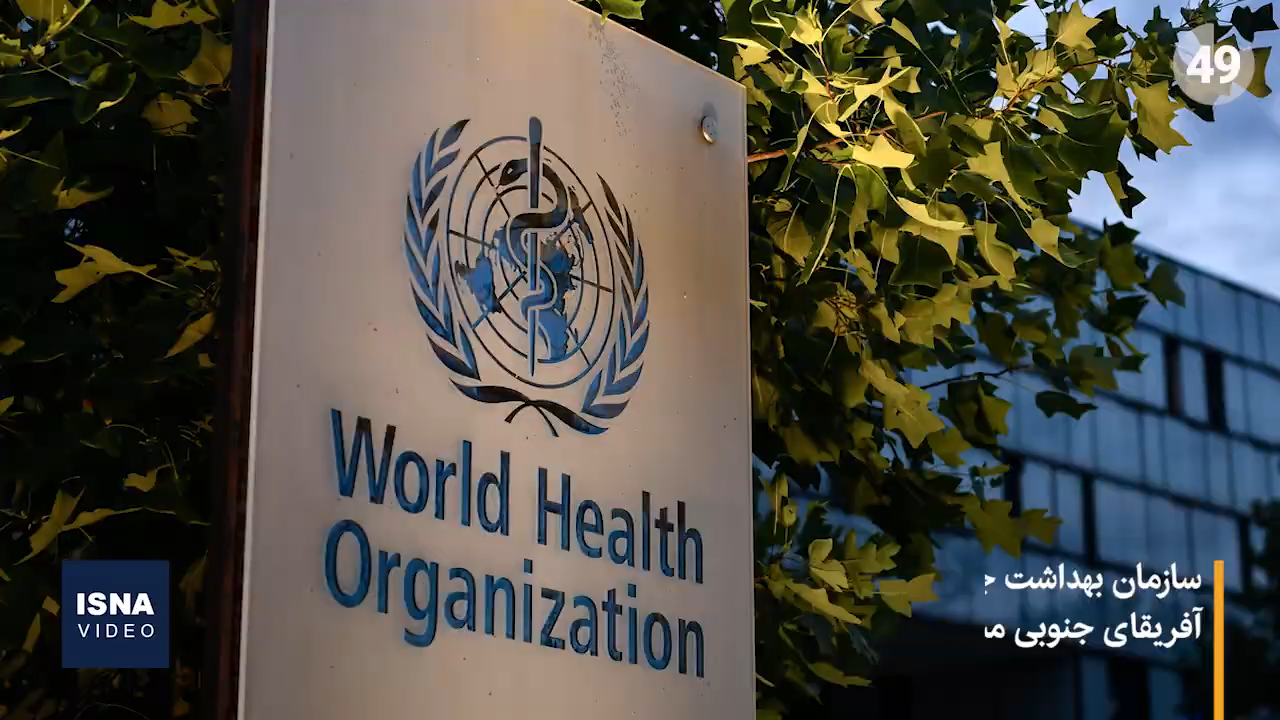 49
World Health
Organization
سازمان بهداشت
آفریقای جنوبی
ISNA
VIDEO